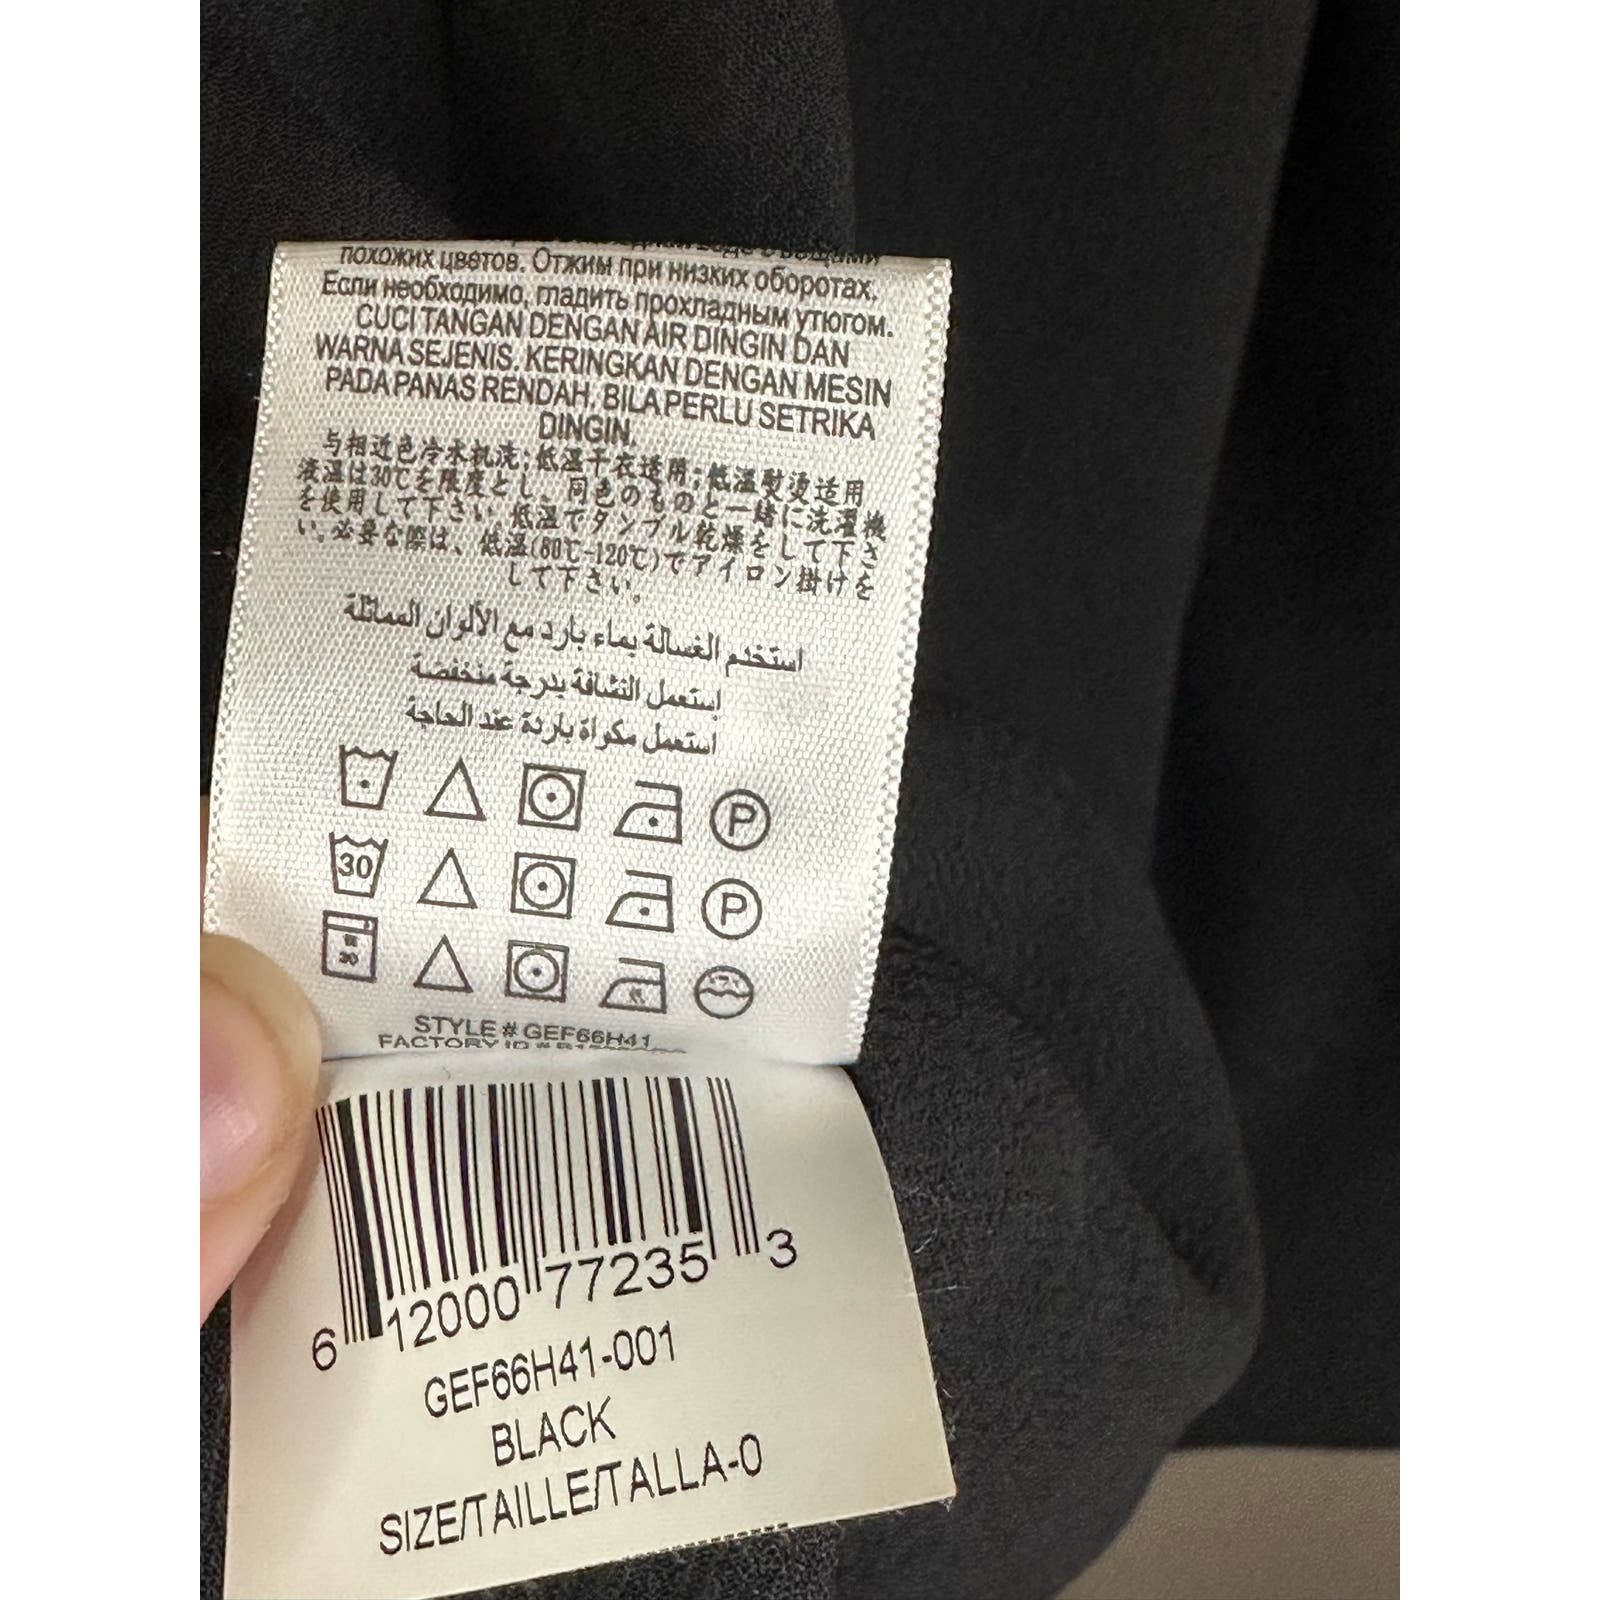 похожих цветов. Отжим при низких оборотах.
Если необходимо, гладить прохладным утюгом.
CUCI TANGAN DENGAN AIR DINGIN DAN
WARNA SEJENIS. KERINGKAN DENGAN MESIN
PADA PANAS RENDAH, BILA PERLU SETRIKA
DINGIN.
与相近色冷水机洗;低温干衣适用;低温熨烫适用
液温は30℃を限度とし、同色のものと一緒に洗濯機
を使用して下さい。低温でタンブル乾燥をして下さ
い。必要な際は、低温(80℃-120℃)でアイロン掛けを
して下さい。
استخدم الغسالة بماء بارد مع الألوان المماثلة
إستعمل النشافة بدرجة منخفضة
استعمل مكواة باردة عند الحاجة
P
30
P
30
STYLE # GEF66H41
FACTORY ID #
6 12000 77235 3
GEF66H41-001
BLACK
SIZE/TAILLE/TALLA-0